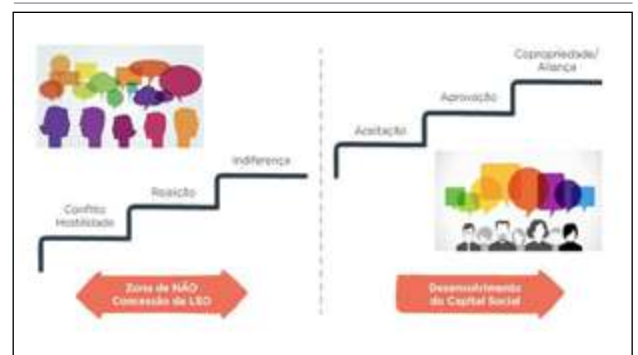 Copropriedade/
Aliança
Aprovação
Aceitação
Indiferença
Rejeição
Conflito
Hostilidade
Zona de NÃO
Concessão da LSO
Desenvolvimento
do Capital Social